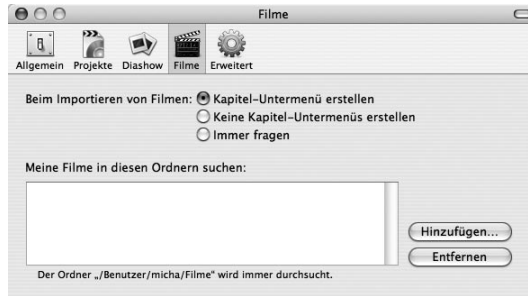 Filme
Allgemein Projekte Diashow Filme Erweitert
Beim Importieren von Filmen: Kapitel-Untermenü erstellen
Keine Kapitel-Untermenüs erstellen
Immer fragen
Meine Filme in diesen Ordnern suchen:
Hinzufügen...
Entfernen
Der Ordner „/Benutzer/micha/Filme" wird immer durchsucht.